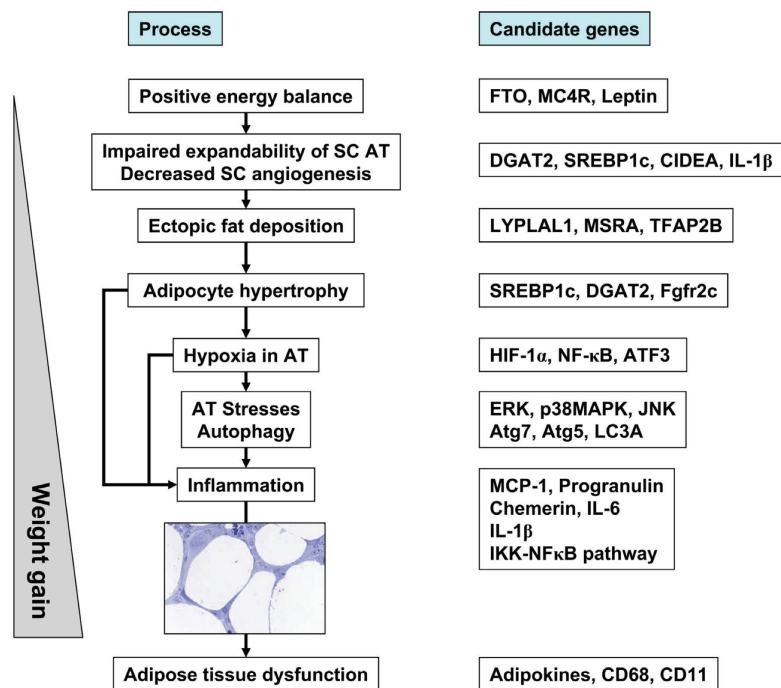 Process
Candidate genes
Positive energy balance
FTO, MC4R, Leptin
Impaired expandability of SC AT
Decreased SC angiogenesis
DGAT2, SREBP1c, CIDEA, IL-1β
Ectopic fat deposition
LYPLAL1, MSRA, TFAP2B
Adipocyte hypertrophy
SREBP1c, DGAT2, Fgfr2c
Hypoxia in AT
HIF-1α, NF-κB, ATF3
AT Stresses
Autophagy
ERK, p38MAPK, JNK
Atg7, Atg5, LC3A
Inflammation
MCP-1, Progranulin
Chemerin, IL-6
IL-1β
IKK-NFκB pathway
Weight gain
Adipose tissue dysfunction
Adipokines, CD68, CD11